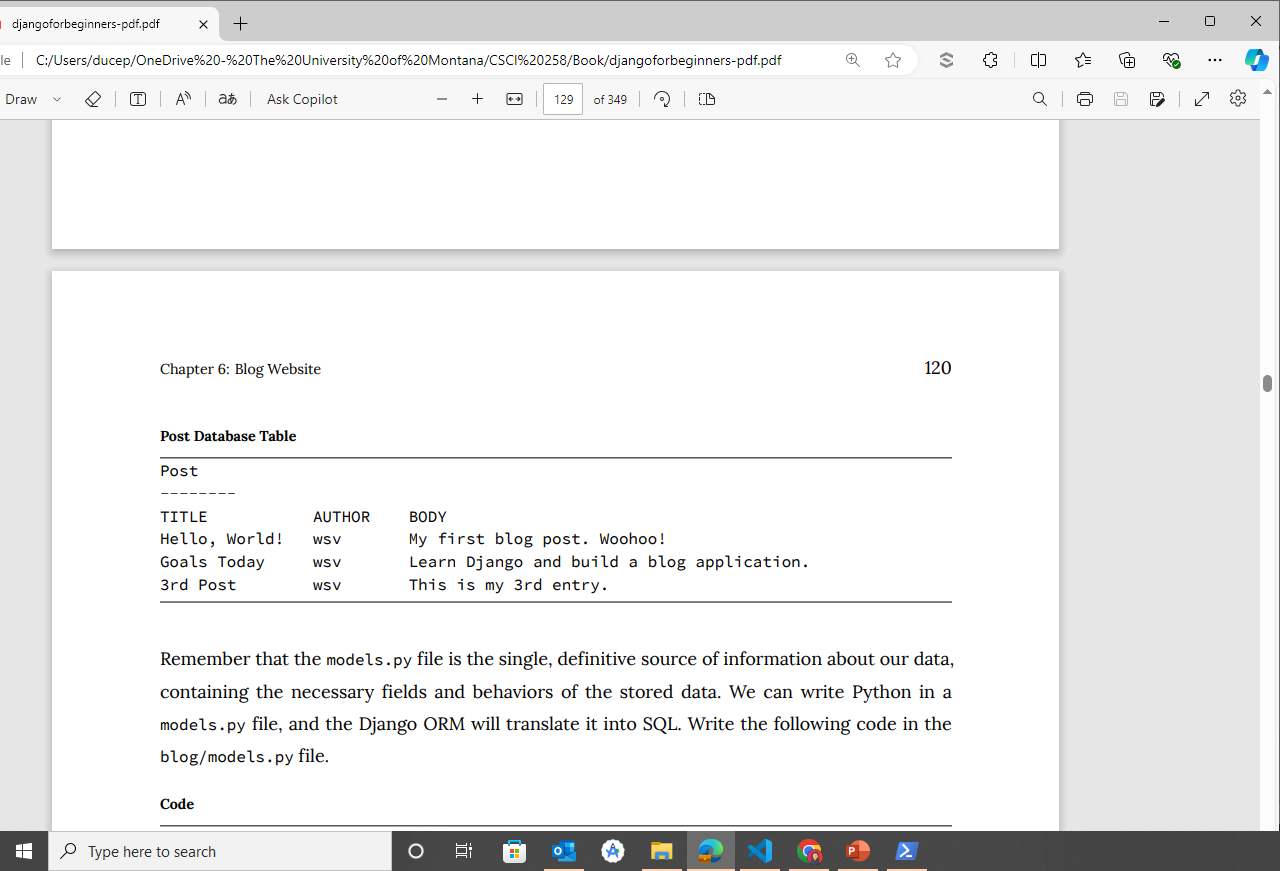 djangoforbeginners-pdf.pdf
le C:/Users/ducep/OneDrive%20-%20The%20University%20of%20Montana/CSCI%20258/Book/djangoforbeginners-pdf.pdf
Draw A aあ Ask Copilot 129 of 349
Chapter 6: Blog Website 120
Post Database Table
Post
--------
TITLE AUTHOR BODY
Hello, World! wsv My first blog post. Woohoo!
Goals Today wsv Learn Django and build a blog application.
3rd Post wsv This is my 3rd entry.
Remember that the models.py file is the single, definitive source of information about our data,
containing the necessary fields and behaviors of the stored data. We can write Python in a
models.py file, and the Django ORM will translate it into SQL. Write the following code in the
blog/models.py file.
Code
Type here to search